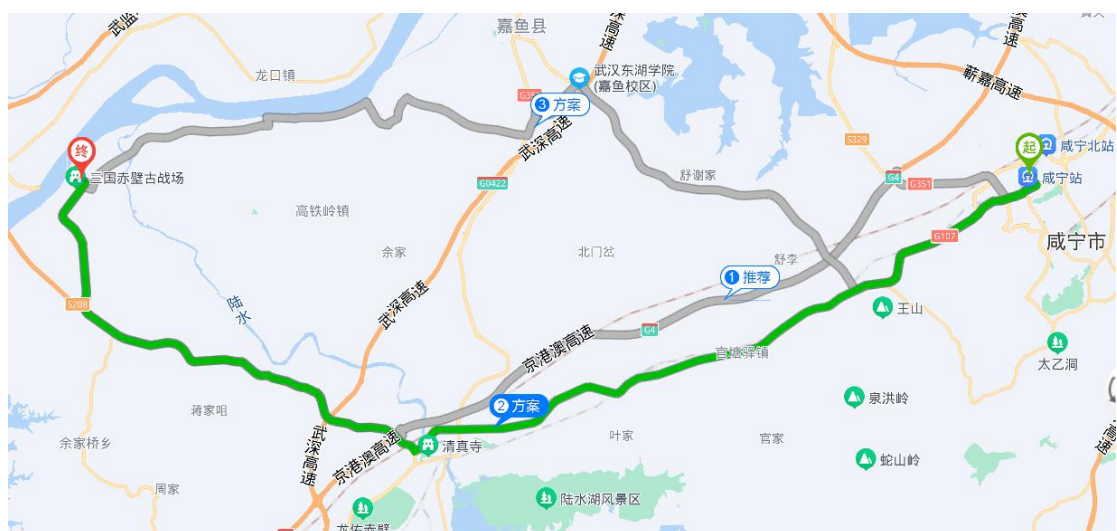 嘉鱼县
武深高速
龙口镇
武汉东湖学院
(嘉鱼校区)
3 方案
武深高速
蕲嘉高速
S329
起
咸宁北站
咸宁站
终
三国赤壁古战场
G0422
舒谢家
G4
G351
高铁岭镇
余家
北门岔
舒李
G107
咸宁市
1 推荐
S208
陆水
武深高速
G4
王山
京港澳高速
官塘驿镇
太乙洞
蒋家咀
2 方案
泉洪岭
余家桥乡
武深高速
京港澳高速
清真寺
叶家
官家
蛇山岭
周家
陆水湖风景区